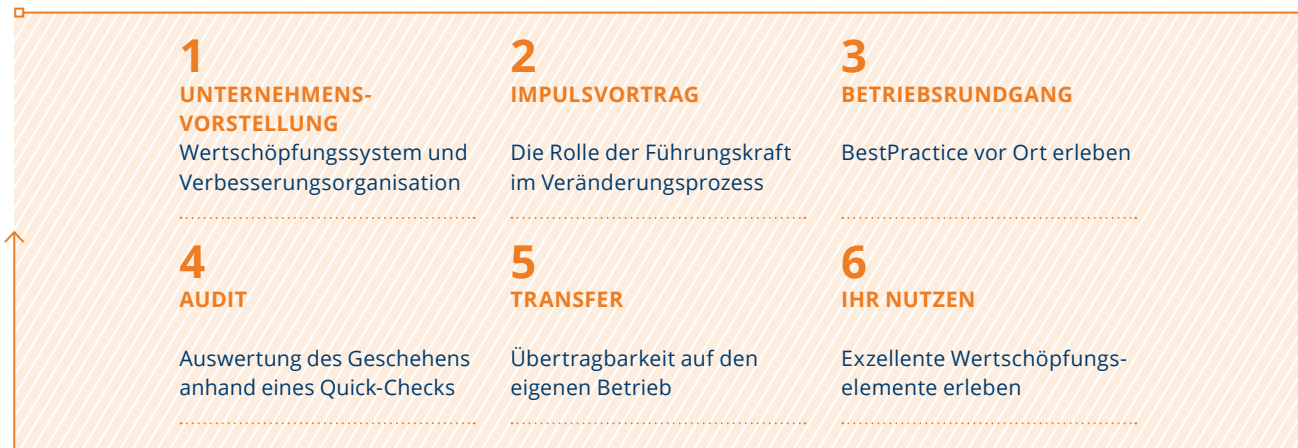 1
UNTERNEHMENS-
VORSTELLUNG
Wertschöpfungssystem und
Verbesserungsorganisation
2
IMPULSVORTRAG
Die Rolle der Führungskraft
im Veränderungsprozess
3
BETRIEBSRUNDGANG
BestPractice vor Ort erleben
4
AUDIT
Auswertung des Geschehens
anhand eines Quick-Checks
5
TRANSFER
Übertragbarkeit auf den
eigenen Betrieb
6
IHR NUTZEN
Exzellente Wertschöpfungs-
elemente erleben